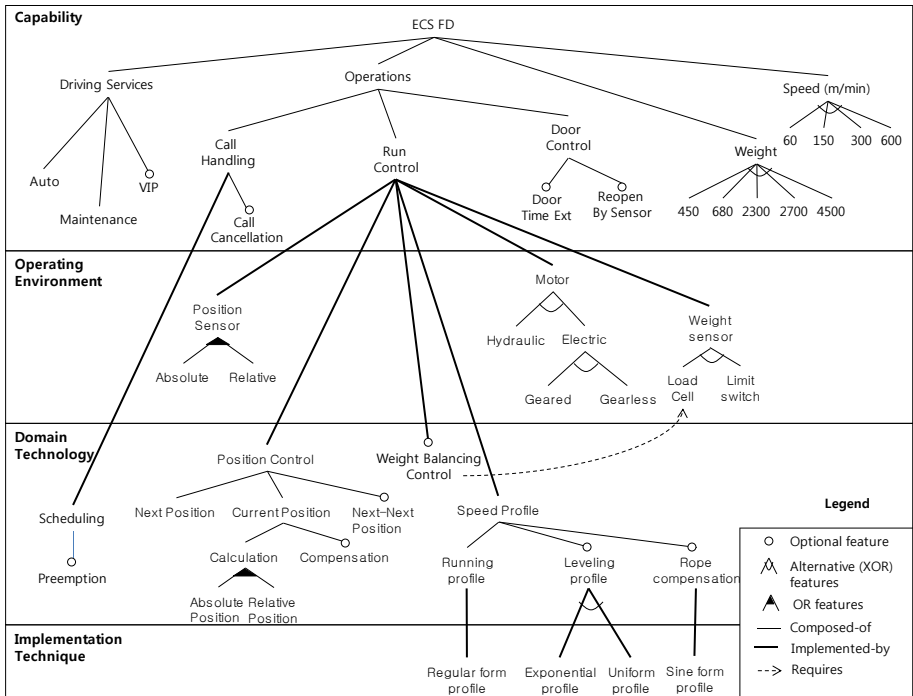 Capability
ECS FD
Driving Services
Operations
Speed (m/min)
60 150 300 600
Auto
Maintenance
VIP
Call
Handling
Call
Cancellation
Run
Control
Door
Control
Door
Time Ext
Reopen
By Sensor
Weight
450 680 2300 2700 4500
Operating
Environment
Position
Sensor
Absolute Relative
Motor
Hydraulic Electric
Geared Gearless
Weight
sensor
Load
Cell
Limit
switch
Domain
Technology
Position Control
Weight Balancing
Control
Scheduling
Preemption
Next Position Current Position
Next-Next
Position
Calculation Compensation
Absolute
Position
Relative
Position
Speed Profile
Running
profile
Leveling
profile
Rope
compensation
Legend
Optional feature
Alternative (XOR)
features
OR features
Composed-of
Implemented-by
Requires
Implementation
Technique
Regular form
profile
Exponential
profile
Uniform
profile
Sine form
profile